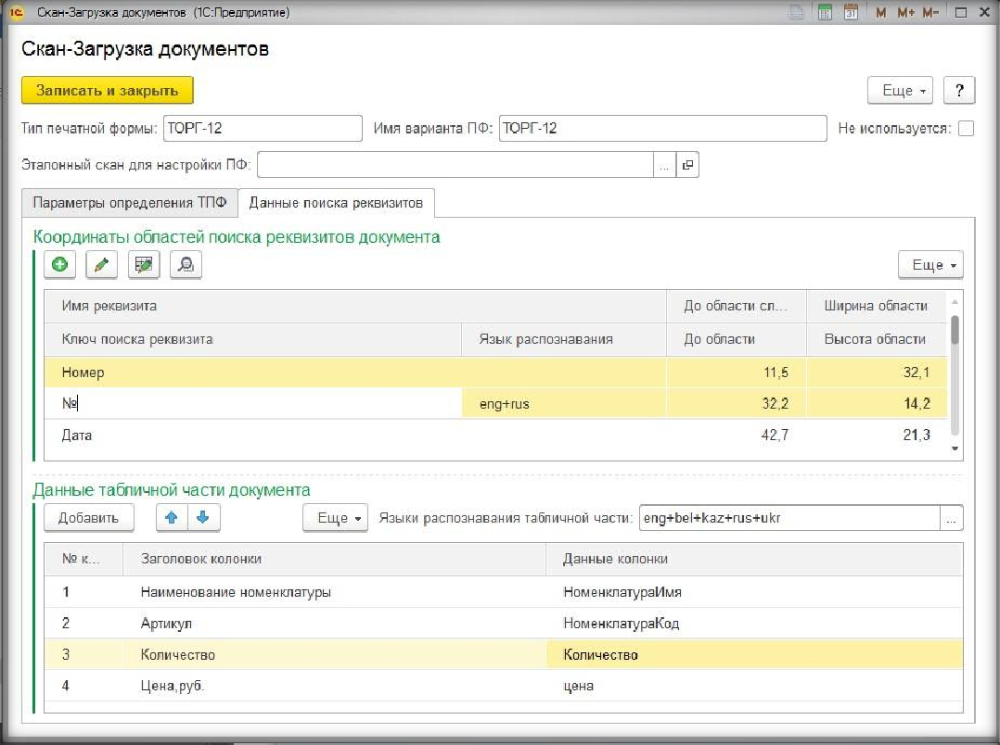 Скан-Загрузка документов (1С:Предприятие)
M M+ M-
Скан-Загрузка документов
Записать и закрыть Еще ?
Тип печатной формы: ТОРГ-12 Имя варианта ПФ: ТОРГ-12 Не используется:
Эталонный скан для настройки ПФ: ...
Параметры определения ТПФ Данные поиска реквизитов
Координаты областей поиска реквизитов документа
Еще
Имя реквизита До области сл... Ширина области
Ключ поиска реквизита Язык распознавания До области Высота области
Номер 11,5 32,1
№ eng+rus 32,2 14,2
Дата 42,7 21,3
Данные табличной части документа
Добавить Еще Языки распознавания табличной части: eng+bel+kaz+rus+ukr ...
№ к... Заголовок колонки Данные колонки
1 Наименование номенклатуры НоменклатураИмя
2 Артикул НоменклатураКод
3 Количество Количество
4 Цена,руб. цена